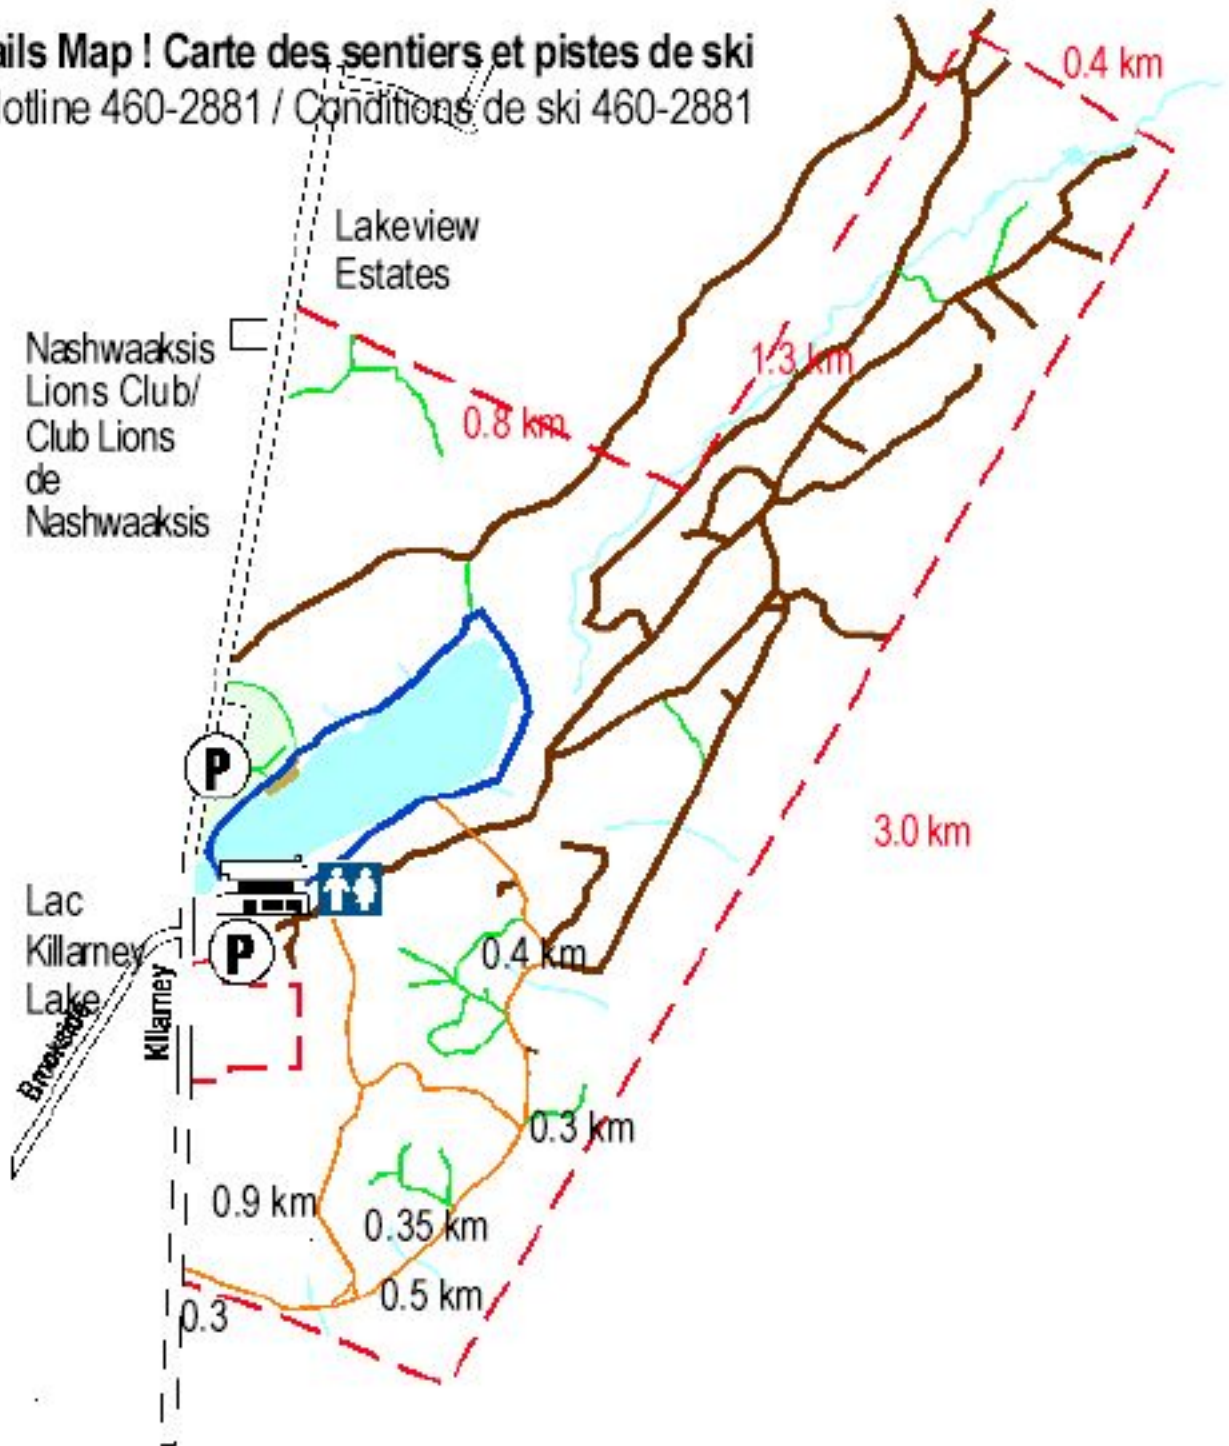 ails Map ! Carte des sentiers et pistes de ski
lotline 460-2881 / Conditions de ski 460-2881
0.4 km
Lakeview
Estates
Nashwaaksis
Lions Club/
Club Lions
de
Nashwaaksis
1.3 km
0.8 km
P
3.0 km
Lac
Killarney
Lake
P
0.4 km
Brookside
Killarney
0.3 km
0.9 km
0.35 km
0.5 km
0.3